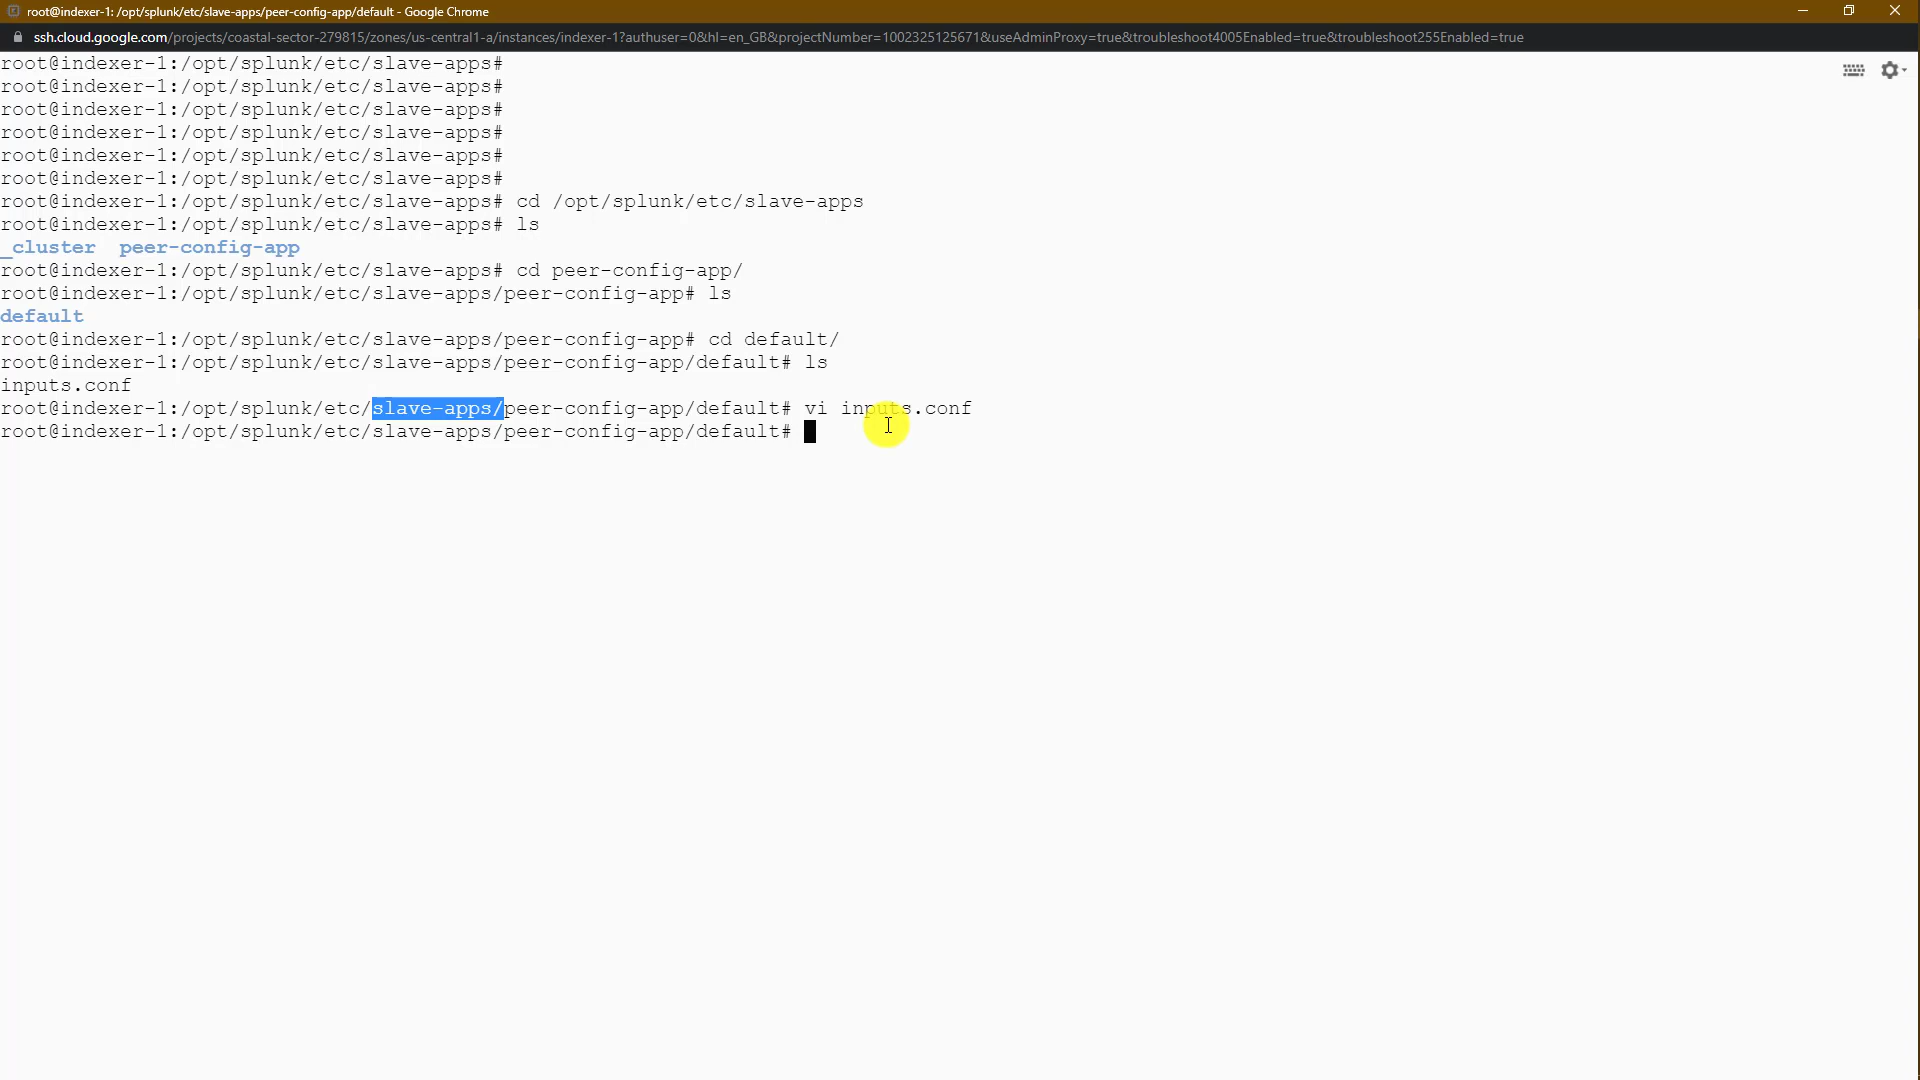 root@indexer-1: /opt/splunk/etc/slave-apps/peer-config-app/default - Google Chrome
ssh.cloud.google.com/projects/coastal-sector-279815/zones/us-central1-a/instances/indexer-1?authuser=0&hl=en_GB&projectNumber=1002325125671&useAdminProxy=true&troubleshoot4005Enabled=true&troubleshoot255Enabled=true
root@indexer-1:/opt/splunk/etc/slave-apps#
root@indexer-1:/opt/splunk/etc/slave-apps#
root@indexer-1:/opt/splunk/etc/slave-apps#
root@indexer-1:/opt/splunk/etc/slave-apps#
root@indexer-1:/opt/splunk/etc/slave-apps#
root@indexer-1:/opt/splunk/etc/slave-apps#
root@indexer-1:/opt/splunk/etc/slave-apps# cd /opt/splunk/etc/slave-apps
root@indexer-1:/opt/splunk/etc/slave-apps# ls
_cluster  peer-config-app
root@indexer-1:/opt/splunk/etc/slave-apps# cd peer-config-app/
root@indexer-1:/opt/splunk/etc/slave-apps/peer-config-app# ls
default
root@indexer-1:/opt/splunk/etc/slave-apps/peer-config-app# cd default/
root@indexer-1:/opt/splunk/etc/slave-apps/peer-config-app/default# ls
inputs.conf
root@indexer-1:/opt/splunk/etc/slave-apps/peer-config-app/default# vi inputs.conf
root@indexer-1:/opt/splunk/etc/slave-apps/peer-config-app/default#